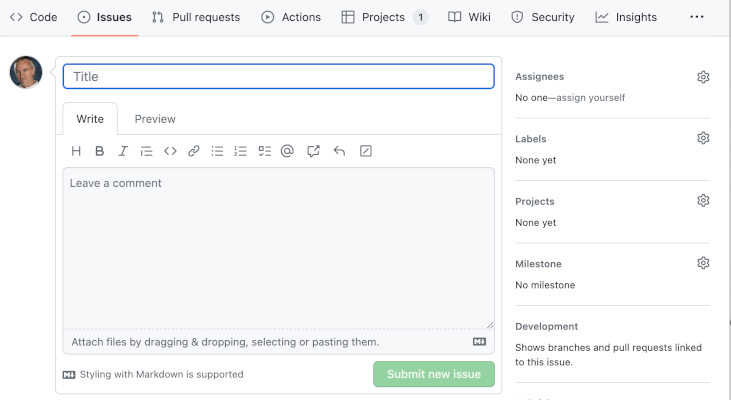 Code Issues Pull requests Actions Projects 1 Wiki Security Insights ...
Title
Write Preview
H B I
Leave a comment
Attach files by dragging & dropping, selecting or pasting them.
Styling with Markdown is supported
Submit new issue
Assignees
No one—assign yourself
Labels
None yet
Projects
None yet
Milestone
No milestone
Development
Shows branches and pull requests linked
to this issue.